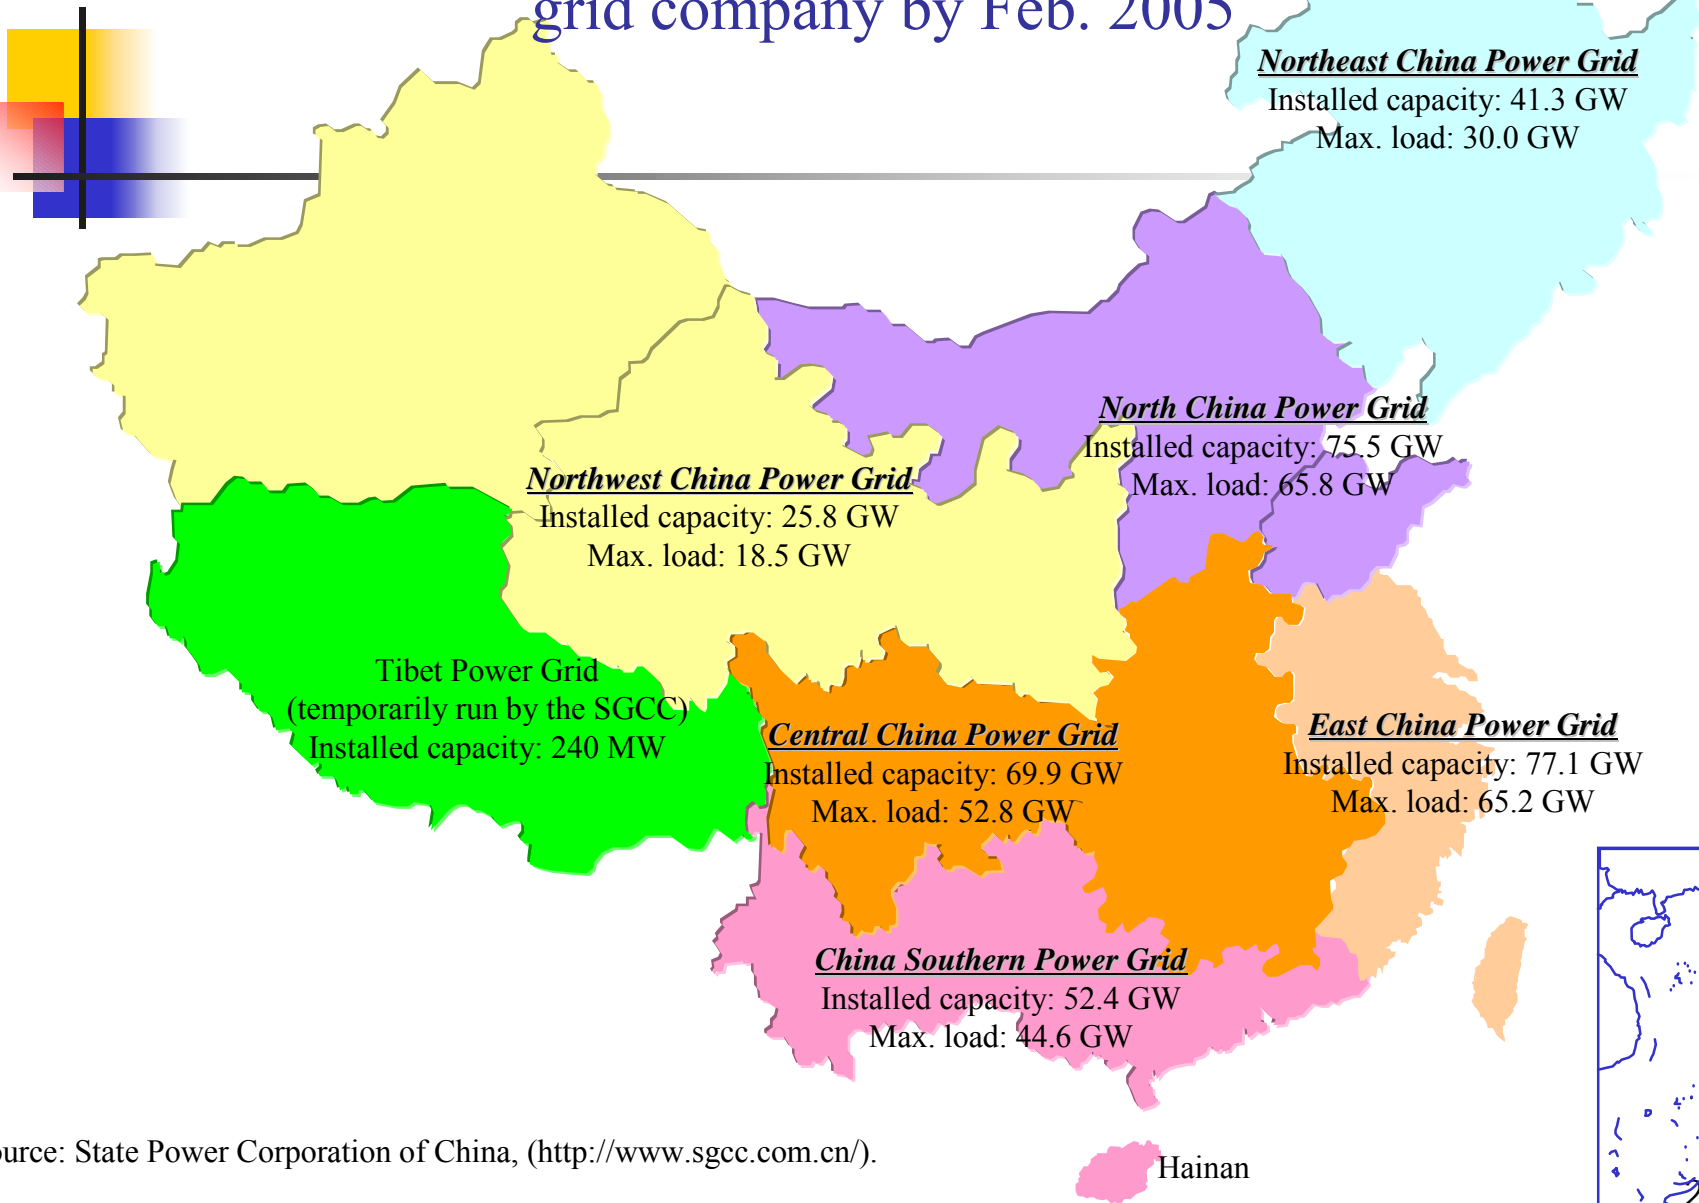 grid company by Feb. 2005
Northeast China Power Grid
Installed capacity: 41.3 GW
Max. load: 30.0 GW
North China Power Grid
Installed capacity: 75.5 GW
Max. load: 65.8 GW
Northwest China Power Grid
Installed capacity: 25.8 GW
Max. load: 18.5 GW
Tibet Power Grid
(temporarily run by the SGCC)
Installed capacity: 240 MW
Central China Power Grid
Installed capacity: 69.9 GW
Max. load: 52.8 GW
East China Power Grid
Installed capacity: 77.1 GW
Max. load: 65.2 GW
China Southern Power Grid
Installed capacity: 52.4 GW
Max. load: 44.6 GW
ource: State Power Corporation of China, (http://www.sgcc.com.cn/).
Hainan